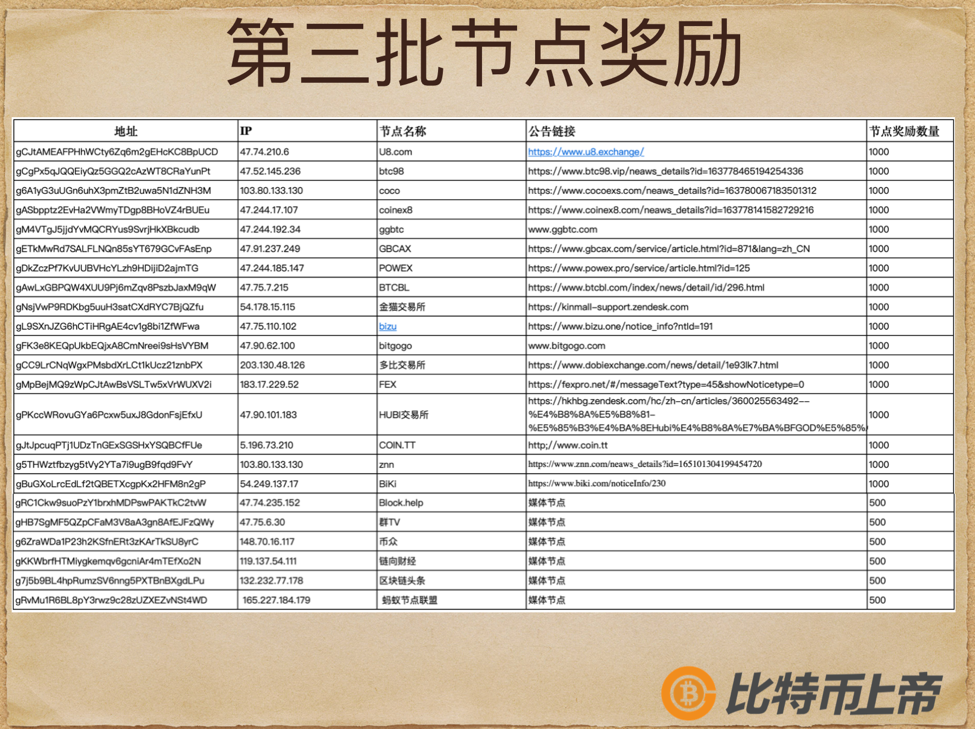 第三批节点奖励
地址 IP 节点名称 公告链接 节点奖励数量
gCJtAMEAFPHhWCty6Zq6m2gEHcKC8BpUCD 47.74.210.6 U8.com https://www.u8.exchange/ 1000
gCgPx5qJQQEiyQz5GGQ2cAzWT8CRaYunPt 47.52.145.236 btc98 https://www.btc98.vip/neaws_details?id=163778465194254336 1000
g6A1yG3uUGn6uhX3pmZtB2uwa5N1dZNH3M 103.80.133.130 coco https://www.cocoexs.com/neaws_details?id=163780067183501312 1000
gASbpptz2EvHa2VWmyTDgp8BHoVZ4rBUEu 47.244.17.107 coinex8 https://www.coinex8.com/neaws_details?id=163778141582729216 1000
gM4VTgJ5jjdYvMQCRYus9SvrjHkXBkcudb 47.244.192.34 ggbtc www.ggbtc.com 1000
gETkMwRd7SALFLNQn85sYT679GCvFAsEnp 47.91.237.249 GBCAX https://www.gbcax.com/service/article.html?id=871&lang=zh_CN 1000
gDkZczPf7KvUUBVHcYLzh9HDijiD2ajmTG 47.244.185.147 POWEX https://www.powex.pro/service/article.html?id=125 1000
gAwLxGBPQW4XUU9Pj6mZqv8PszbJaxM9qW 47.75.7.215 BTCBL https://www.btcbl.com/index/news/detail/id/296.html 1000
gNsjVwP9RDKbg5uuH3satCXdRYC7BjQZfu 54.178.15.115 金猫交易所 https://kinmall-support.zendesk.com 1000
gL9SXnJZG6hCTiHRgAE4cv1g8bi1ZfWFwa 47.75.110.102 bizu https://www.bizu.one/notice_info?ntId=191 1000
gFK3e8KEQpUkbEQjxA8CmNreei9sHsVYBM 47.90.62.100 bitgogo www.bitgogo.com 1000
gCC9LrCNqWgxPMsbdXrLCt1kUcz21znbPX 203.130.48.126 多比交易所 https://www.dobiexchange.com/news/detail/1e93lk7.html 1000
gMpBejMQ9zWpCJtAwBsVSLTw5xVrWUXV2i 183.17.229.52 FEX https://fexpro.net/#/messageText?type=45&showNoticetype=0 1000
gPKccWRovuGYa6Pcxw5uxJ8GdonFsjEfxU 47.90.101.183 HUBI交易所 https://hkhbg.zendesk.com/hc/zh-cn/articles/360025563492--
%E4%B8%8A%E5%B8%81-
%E5%85%B3%E4%BA%8EHubi%E4%B8%8A%E7%BA%BFGOD%E5%85% 1000
gJtJpcuqPTj1UDzTnGExSGSHxYSQBCfFUe 5.196.73.210 COIN.TT http;//www.coin.tt 1000
g5THWztfbzyg5tVy2YTa7i9ugB9fqd9FvY 103.80.133.130 znn https://www.znn.com/neaws_details?id=165101304199454720 1000
gBuGXoLrcEdLf2tQBETXcgpKx2HFM8n2gP 54.249.137.17 BiKi https://www.biki.com/noticeInfo/230 1000
gRC1Ckw9suoPzY1brxhMDPswPAKTkC2tvW 47.74.235.152 Block.help 媒体节点 500
gHB7SgMF5QZpCFaM3V8aA3gn8AfEJFzQWy 47.75.6.30 群TV 媒体节点 500
g6ZraWDa1P23h2KSfnERt3zKArTkSU8yrC 148.70.16.117 币众 媒体节点 500
gKKWbrfHTMiygkemqv6gcniAr4mTEfXo2N 119.137.54.111 链向财经 媒体节点 500
g7j5b9BL4hpRumzSV6nng5PXTBnBXgdLPu 132.232.77.178 区块链头条 媒体节点 500
gRvMu1R6BL8pY3rwz9c28zUZXEZvNSt4WD 165.227.184.179 蚂蚁节点联盟 媒体节点 500
比特币上帝